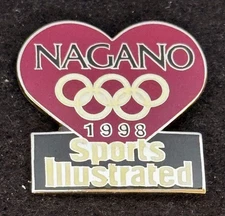 NAGANO
1998
Sports
Illustrated